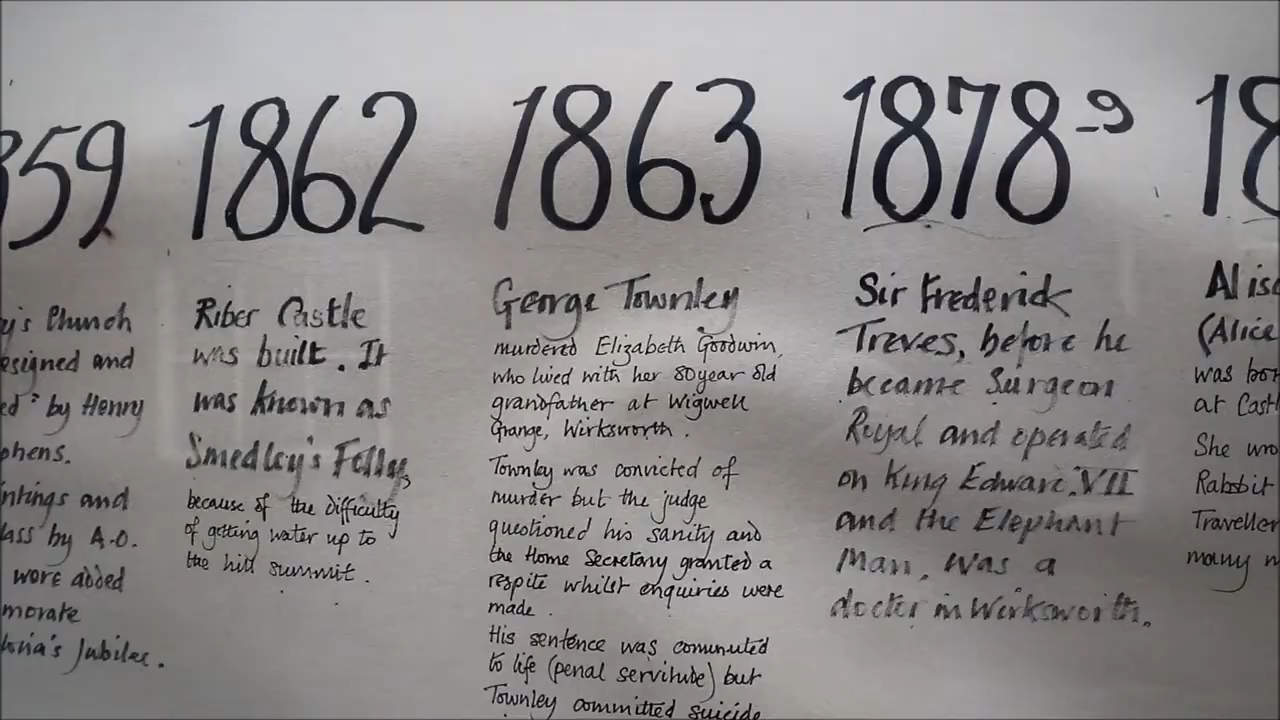 859
y's Church
esigned and
ed" by Henry
phens.
ntings and
lass by A.O.
were added
morate
toria's Jubilee.
1862
Riber Castle
was built. It
was known as
Smedley's Folly,
because of the difficulty
of getting water up to
the hill summit.
1863
George Townley
murdered Elizabeth Goodwin,
who lived with her 80 year old
grandfather at Wigwell
Grange, Wirksworth.
Townley was convicted of
murder but the judge
questioned his sanity and
the Home Secretary granted a
respite whilst enquiries were
made.
His sentence was commuted
to life (penal servitude) but
Townley committed suicide
1878-9
Sir Frederick
Treves, before he
became Surgeon
Royal and operated
on King Edward VII
and the Elephant
Man, was a
doctor in Wirksworth.
18
Aliso
(Alice
was bor
at Castl
She wro
Rabbit
Traveller
many n